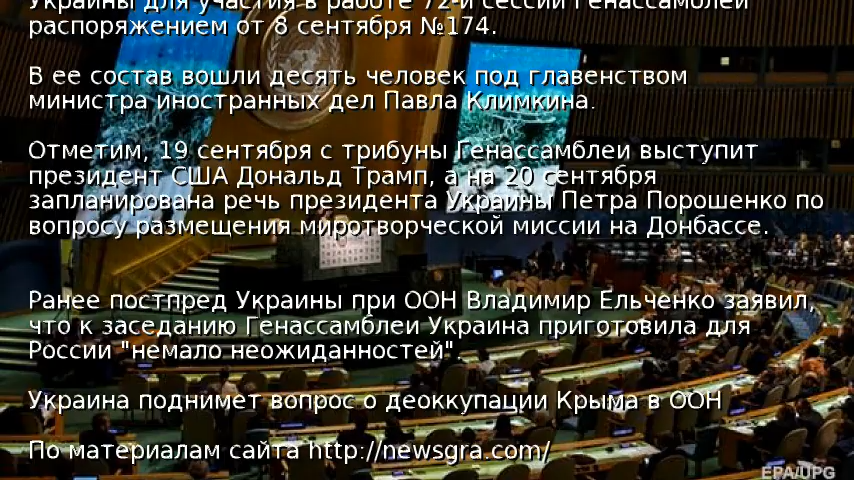 Украины для участия в работе 72-й сессии Генассамблеи
распоряжением от 8 сентября №174.
В ее состав вошли десять человек под главенством
министра иностранных дел Павла Климкина.
Отметим, 19 сентября с трибуны Генассамблеи выступит
президент США Дональд Трамп, а на 20 сентября
запланирована речь президента Украины Петра Порошенко по
вопросу размещения миротворческой миссии на Донбассе.
Ранее постпред Украины при ООН Владимир Ельченко заявил,
что к заседанию Генассамблеи Украина приготовила для
России "немало неожиданностей".
Украина поднимет вопрос о деоккупации Крыма в ООН
По материалам сайта http://newsgra.com/
EPA/UPG